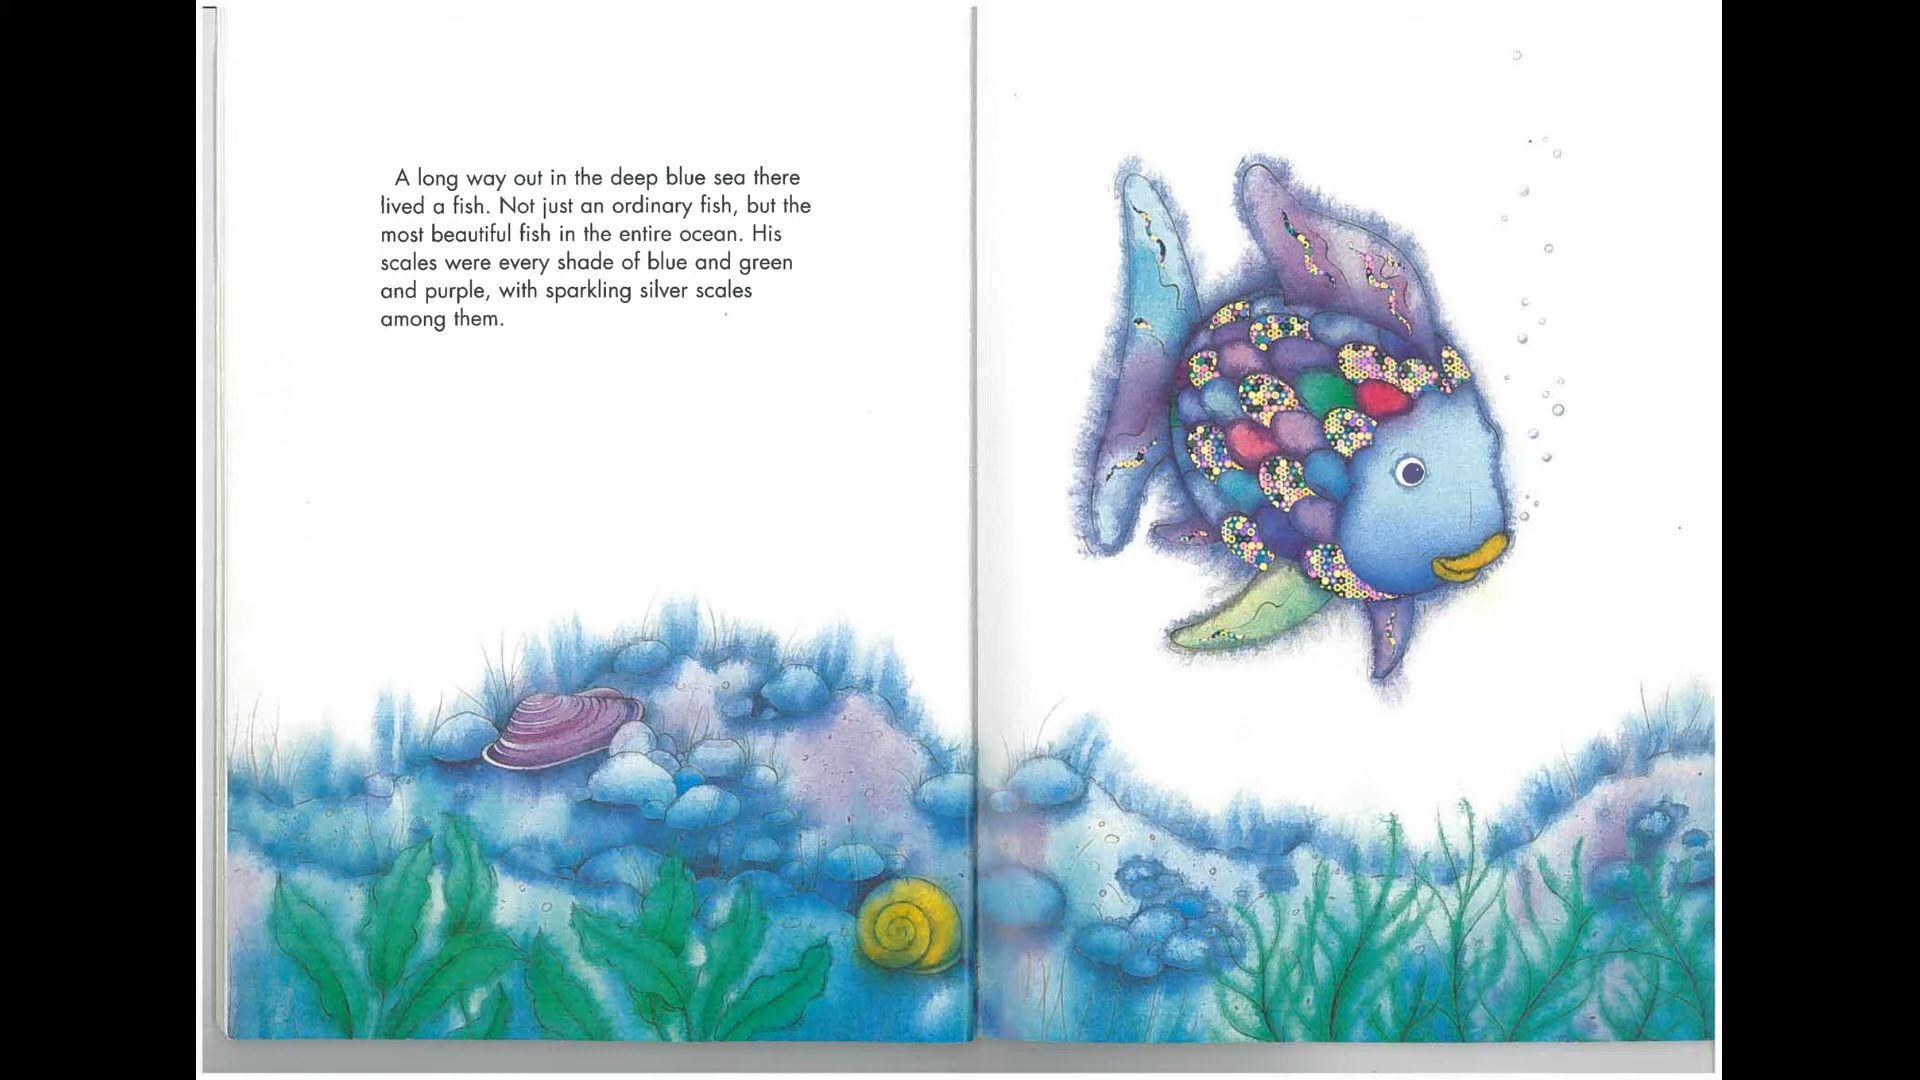 A long way out in the deep blue sea there
lived a fish. Not just an ordinary fish, but the
most beautiful fish in the entire ocean. His
scales were every shade of blue and green
and purple, with sparkling silver scales
among them.